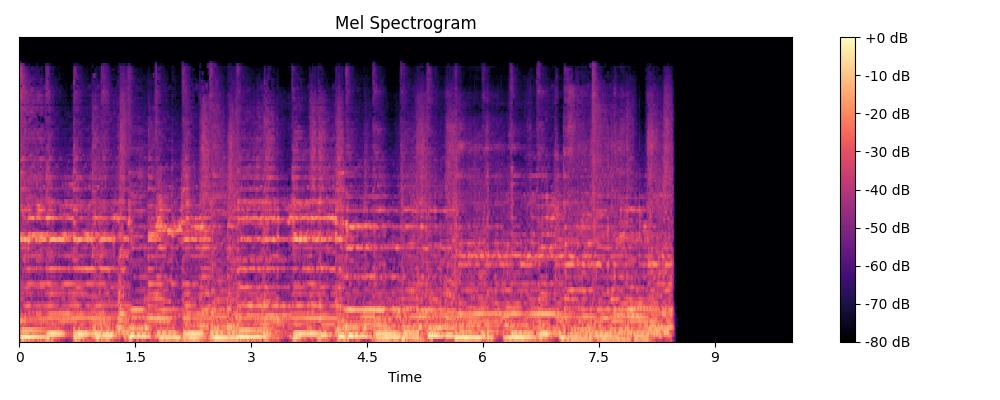 Mel Spectrogram
+0 dB
-10 dB
-20 dB
-30 dB
-40 dB
-50 dB
-60 dB
-70 dB
-80 dB
0 1.5 3 4.5 6 7.5 9
Time